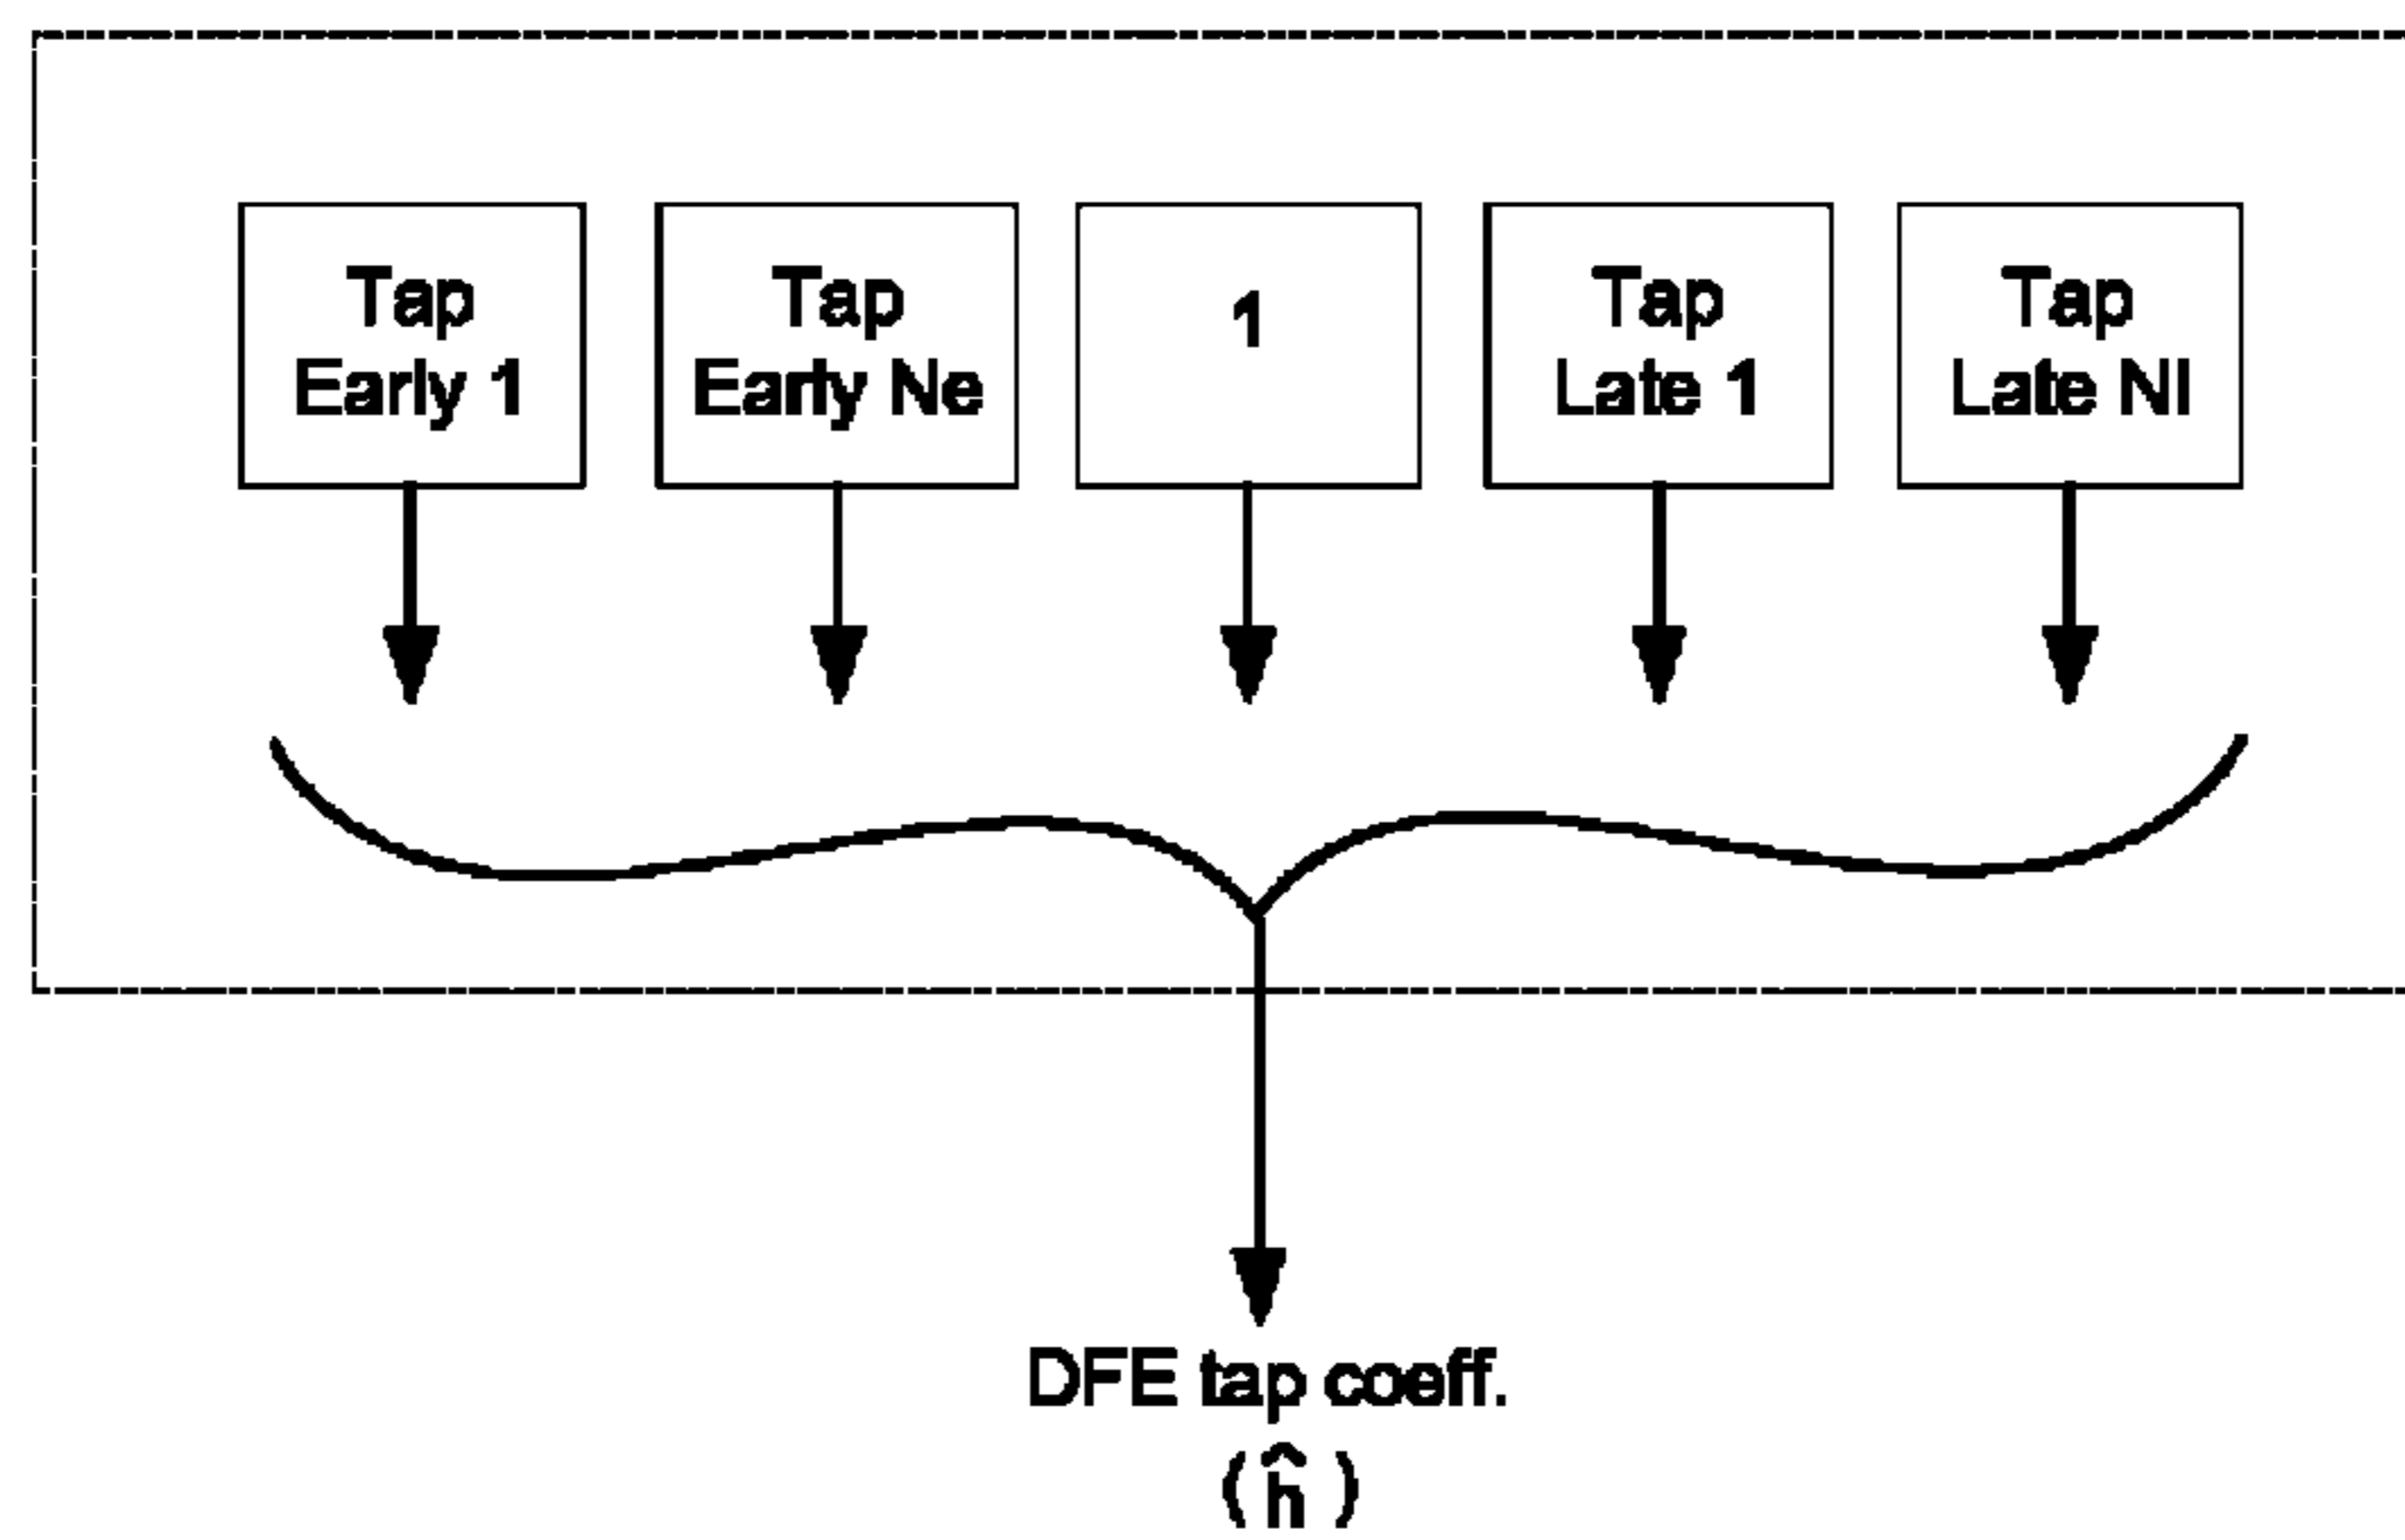 Tap
Early 1
Tap
Early Ne
1
Tap
Late 1
Tap
Late Nl
DFE tap coeff.
( ĥ )